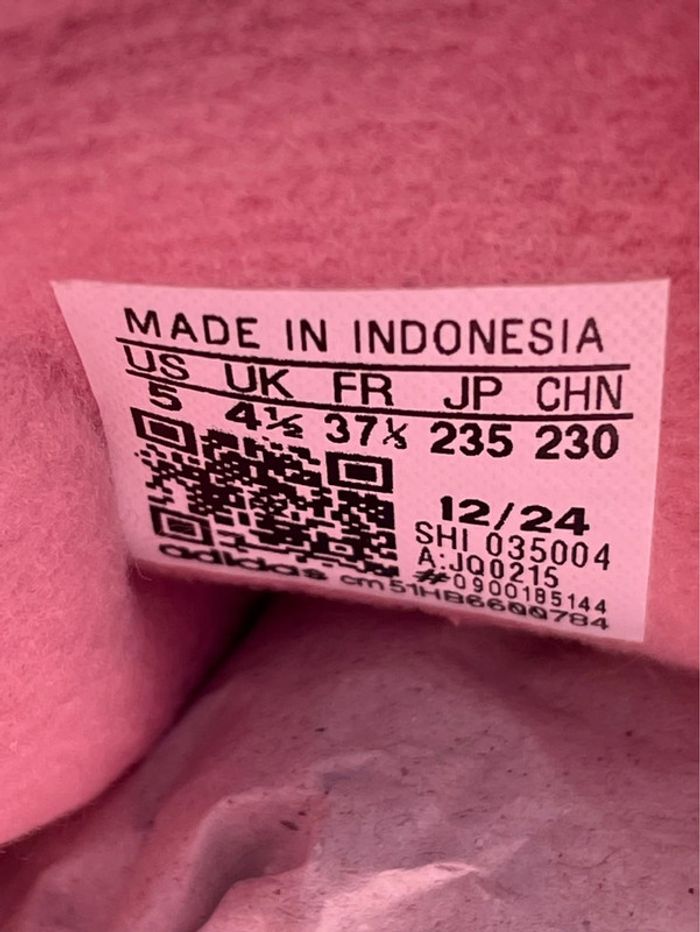 MADE IN INDONESIA
US UK FR JP CHN
5 4½ 37⅓ 235 230
12/24
SHI 035004
A:JQ0215
#0900185144
adidas cm51HB6600784